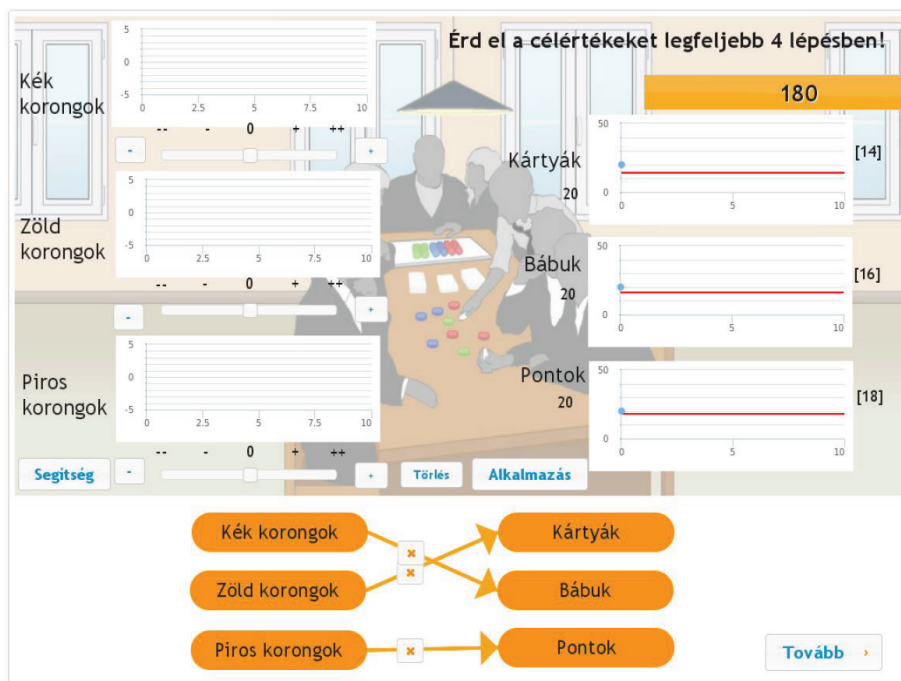 Érd el a célértékeket legfeljebb 4 lépésben!
180
Kék
korongok
5
0
-5
0 2.5 5 7.5 10
-- - 0 + ++
- +
Zöld
korongok
5
0
-5
0 2.5 5 7.5 10
-- - 0 + ++
- +
Piros
korongok
5
0
-5
0 2.5 5 7.5 10
-- - 0 + ++
- +
Kártyák
20
50
0
0 5 10
[14]
Bábuk
20
50
0
0 5 10
[16]
Pontok
20
50
0
0 5 10
[18]
Segítség
Törlés
Alkalmazás
Kék korongok
Kártyák
Zöld korongok
Bábuk
Piros korongok
Pontok
Tovább ›